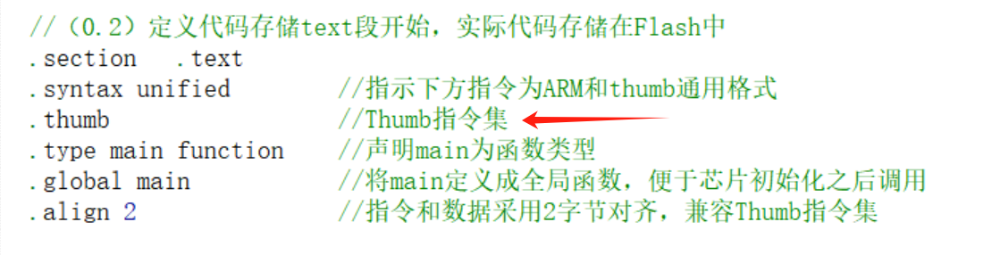 //（0.2）定义代码存储text段开始，实际代码存储在Flash中
.section   .text
.syntax unified        //指示下方指令为ARM和thumb通用格式
.thumb                 //Thumb指令集
.type main function    //声明main为函数类型
.global main           //将main定义成全局函数，便于芯片初始化之后调用
.align 2               //指令和数据采用2字节对齐，兼容Thumb指令集